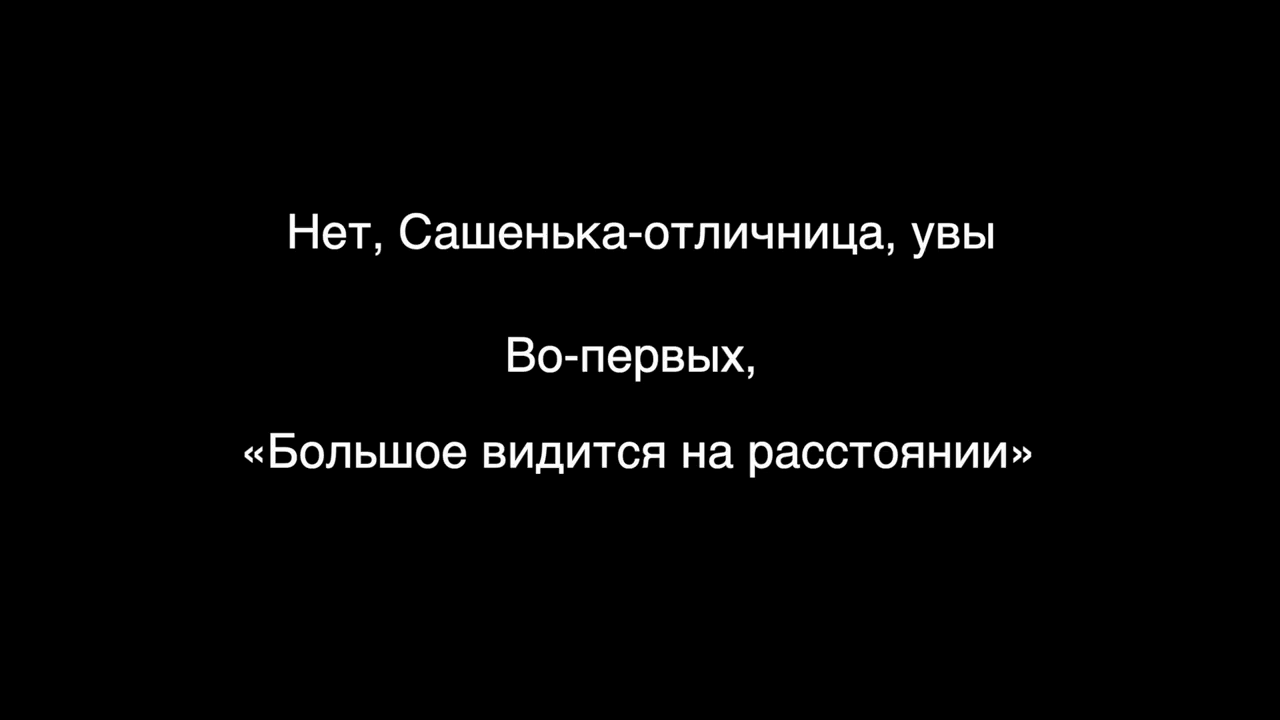 Нет, Сашенька-отличница, увы
Во-первых,
«Большое видится на расстоянии»